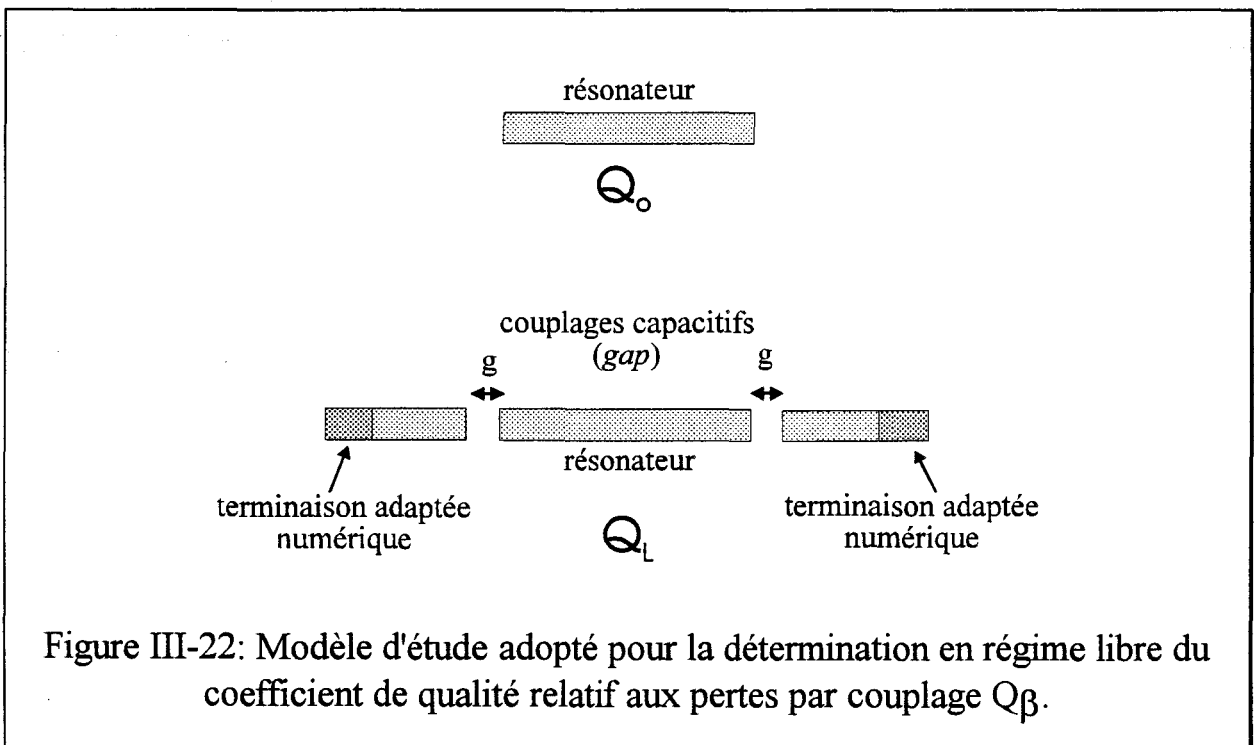 résonateur
Qo
couplages capacitifs
(gap)
g g
résonateur
terminaison adaptée
numérique
terminaison adaptée
numérique
QL
Figure III-22: Modèle d'étude adopté pour la détermination en régime libre du
coefficient de qualité relatif aux pertes par couplage Qβ.